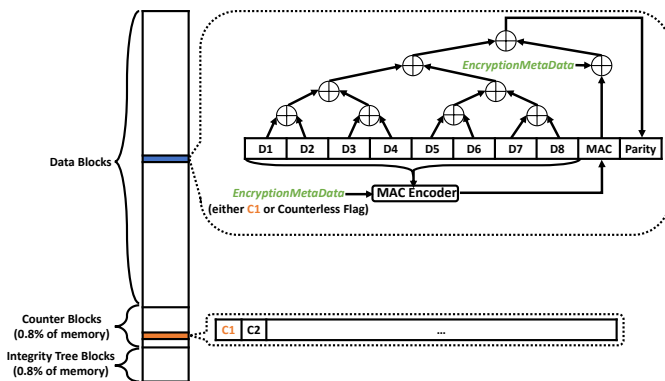 EncryptionMetaData
D1 D2 D3 D4 D5 D6 D7 D8 MAC Parity
Data Blocks
EncryptionMetaData
MAC Encoder
(either C1 or Counterless Flag)
Counter Blocks
(0.8% of memory)
C1 C2 ...
Integrity Tree Blocks
(0.8% of memory)